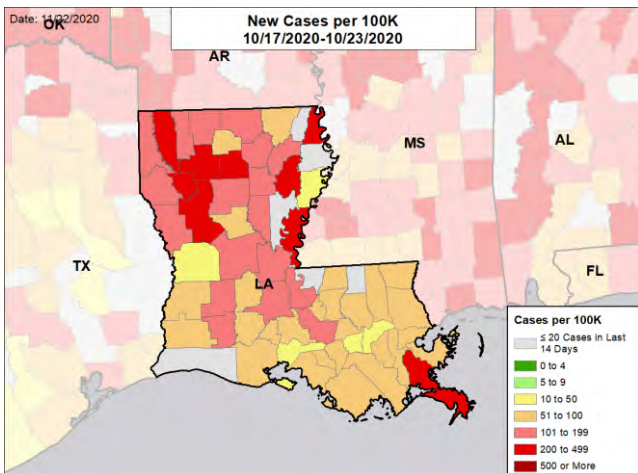 Date: 11/22/2020
New Cases per 100K
10/17/2020-10/23/2020
OK
AR
MS
AL
TX
LA
FL
Cases per 100K
≤ 20 Cases in Last
14 Days
0 to 4
5 to 9
10 to 50
51 to 100
101 to 199
200 to 499
500 or More